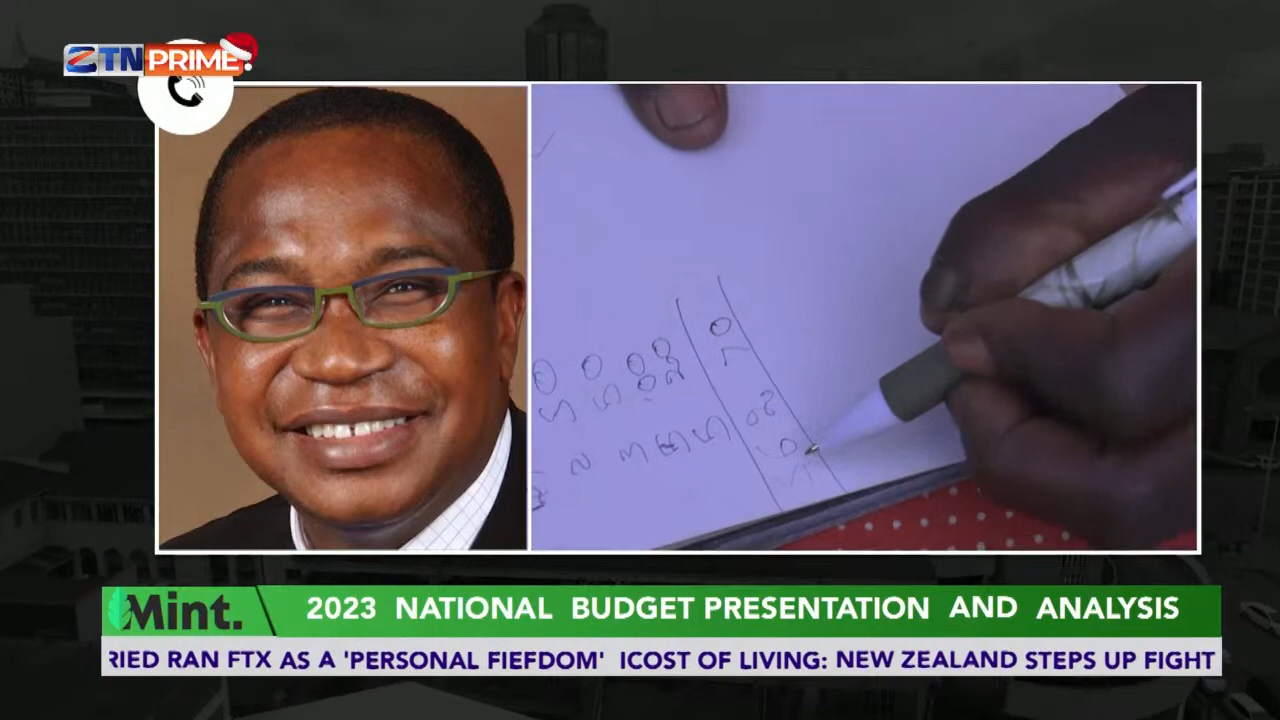 ZTN PRIME
Mint.
2023 NATIONAL BUDGET PRESENTATION AND ANALYSIS
RIED RAN FTX AS A 'PERSONAL FIEFDOM' ICOST OF LIVING: NEW ZEALAND STEPS UP FIGHT